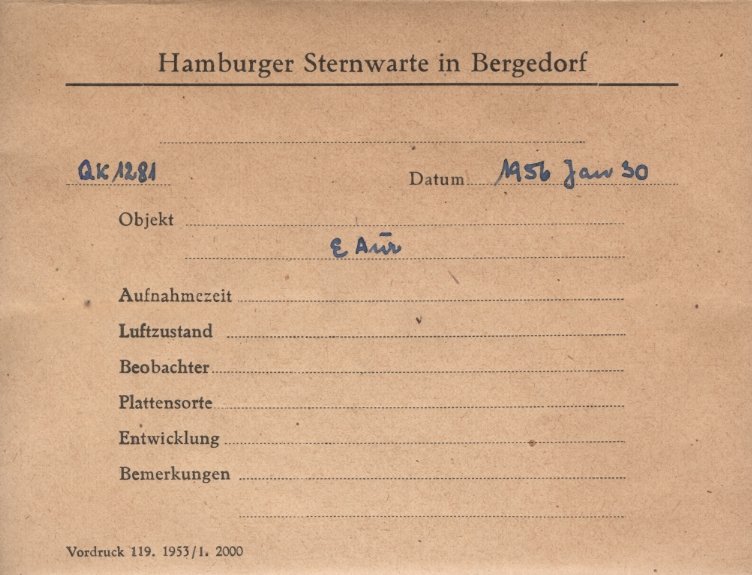 Hamburger Sternwarte in Bergedorf
QK 1281 Datum 1956 Jan 30
Objekt
ε Aur
Aufnahmezeit
Luftzustand
Beobachter
Plattensorte
Entwicklung
Bemerkungen
Vordruck 119. 1953/1. 2000